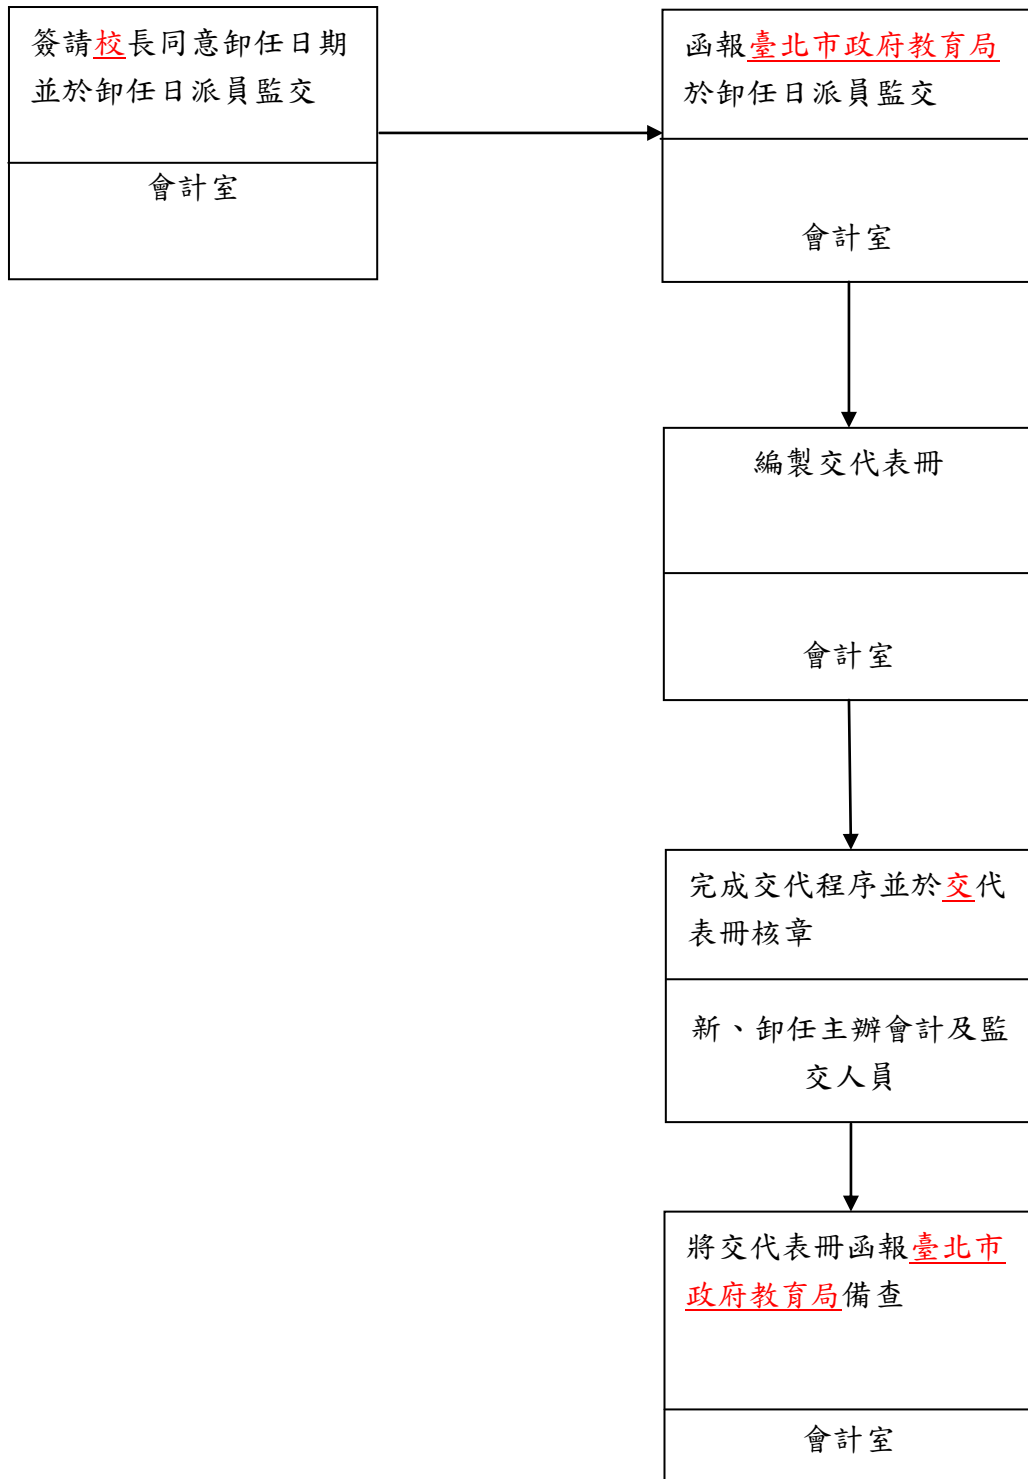 簽請校長同意卸任日期
並於卸任日派員監交
會計室
函報臺北市政府教育局
於卸任日派員監交
會計室
編製交代表冊
會計室
完成交代程序並於交代
表冊核章
新、卸任主辦會計及監
交人員
將交代表冊函報臺北市
政府教育局備查
會計室